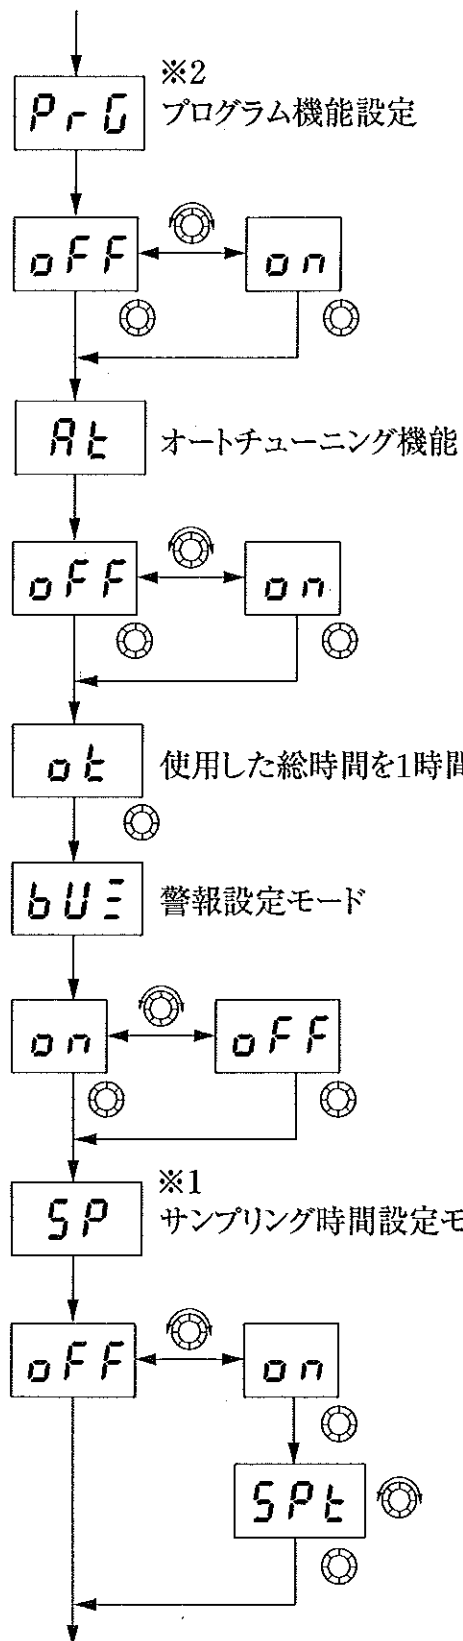 ※2
PrG
プログラム機能設定
oFF
on
At
オートチューニング機能
oFF
on
ot
使用した総時間を1時間
bUZ
警報設定モード
on
oFF
※1
SP
サンプリング時間設定モ
oFF
on
SPt